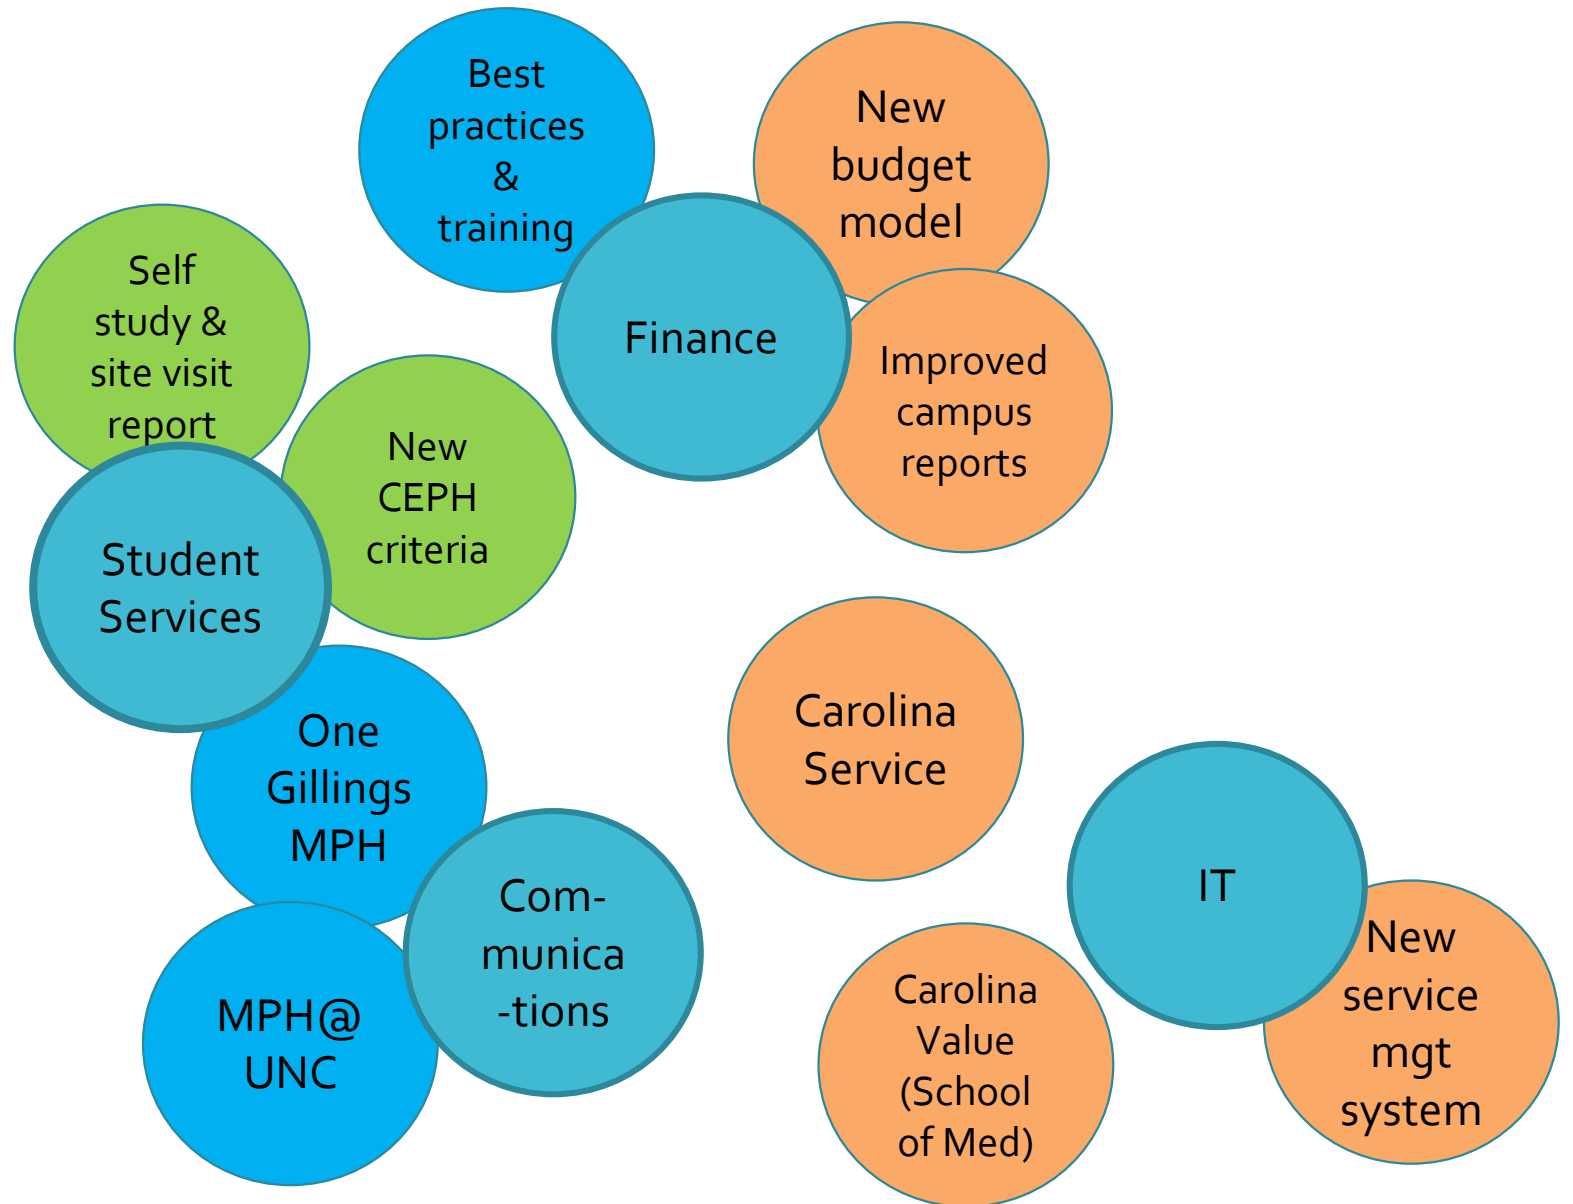 Best
practices
&
training
New
budget
model
Self
study &
site visit
report
Finance
Improved
campus
reports
New
CEPH
criteria
Student
Services
One
Gillings
MPH
Carolina
Service
Com-
munica
-tions
IT
MPH@
UNC
Carolina
Value
(School
of Med)
New
service
mgt
system